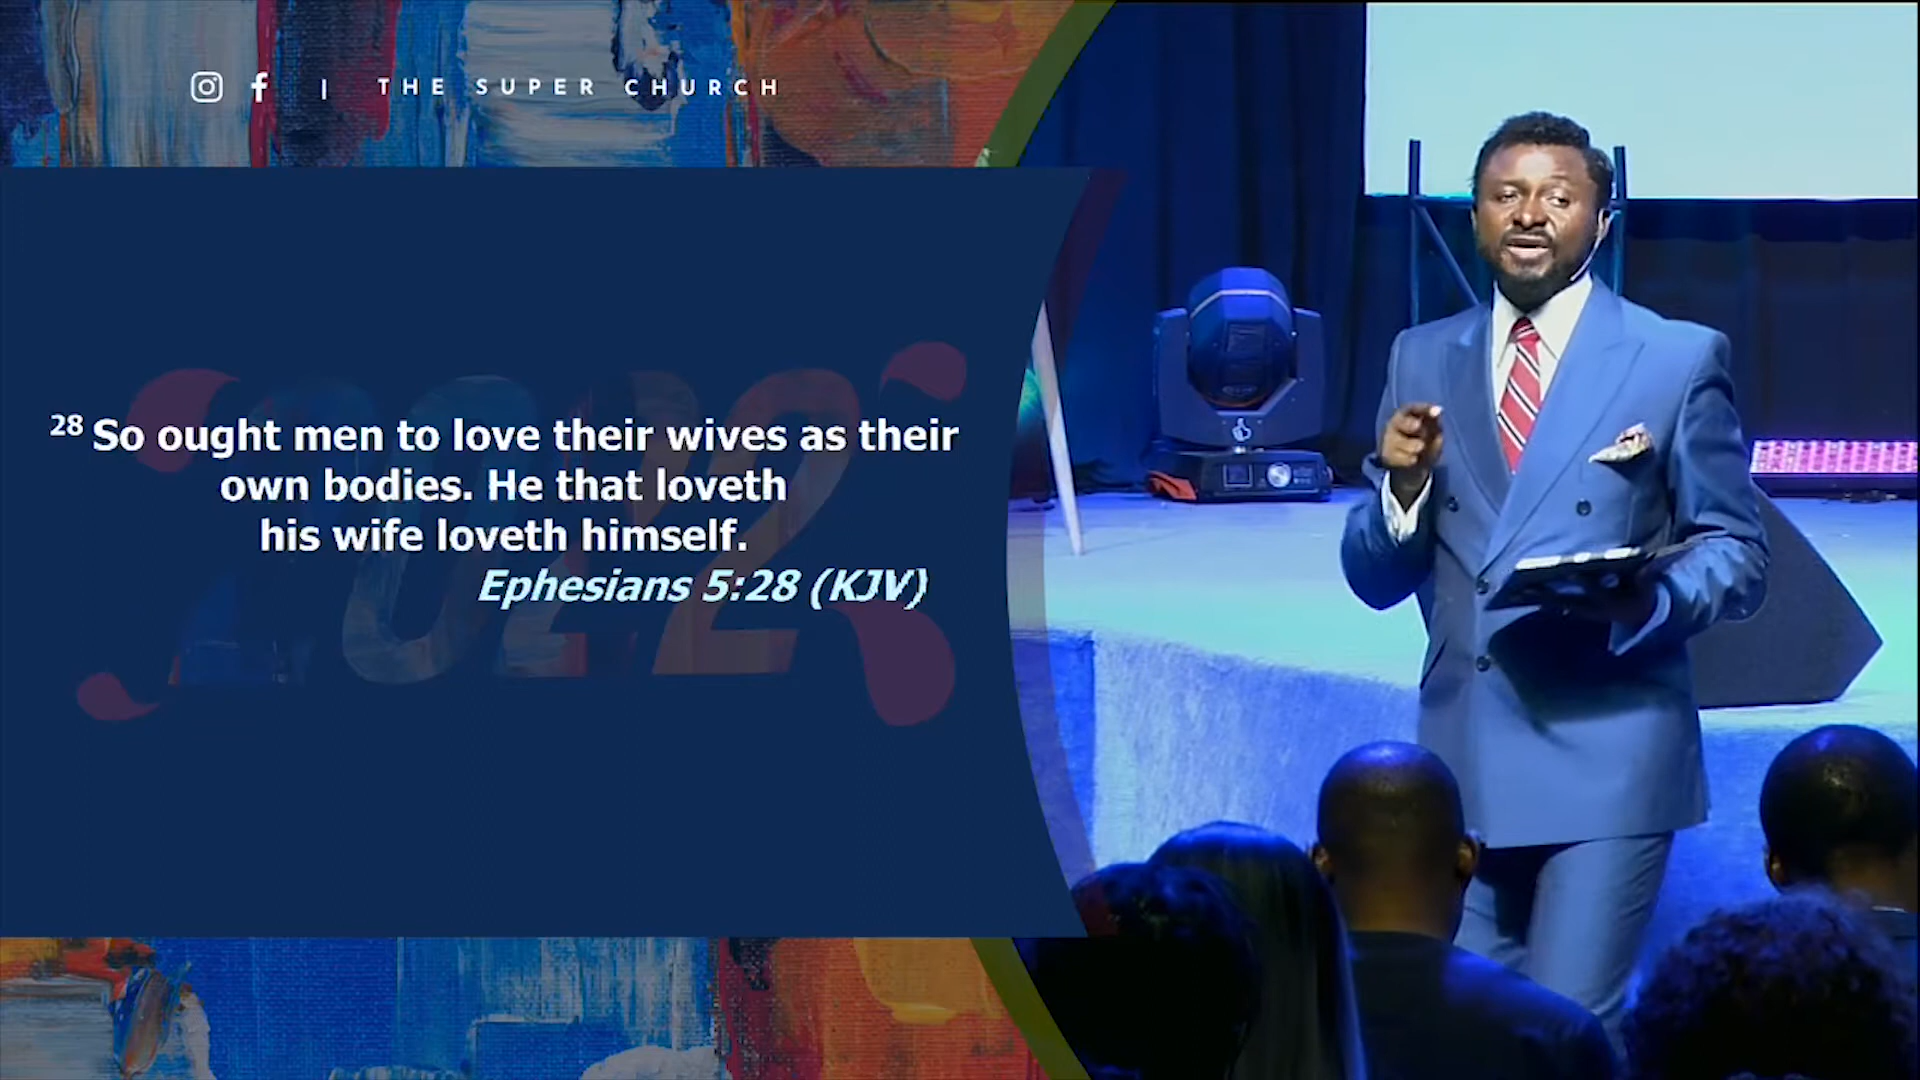 | THE SUPER CHURCH
28 So ought men to love their wives as their
own bodies. He that loveth
his wife loveth himself.
Ephesians 5:28 (KJV)
2022